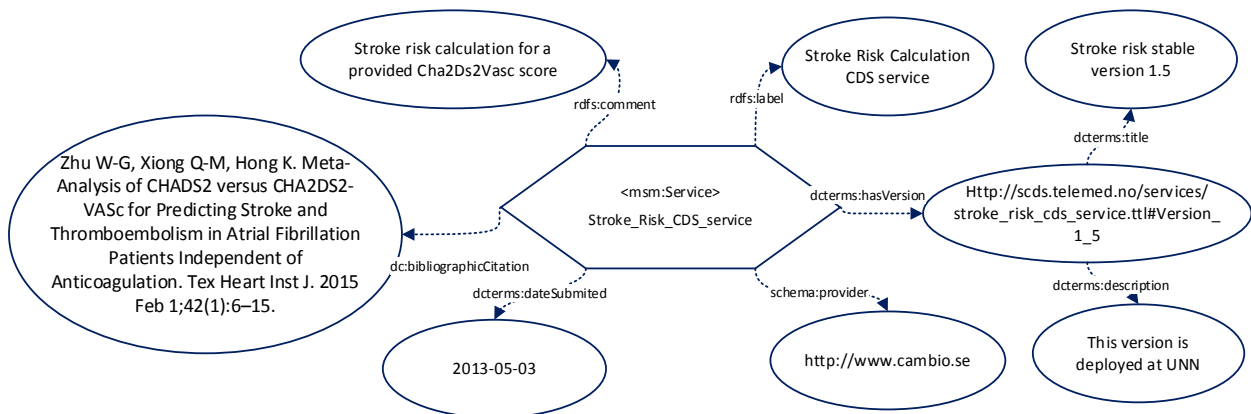 Stroke risk calculation for a
provided Cha2Ds2Vasc score
rdfs:comment
Stroke Risk Calculation
CDS service
rdfs:label
Stroke risk stable
version 1.5
dcterms:title
Zhu W-G, Xiong Q-M, Hong K. Meta-
Analysis of CHADS2 versus CHA2DS2-
VASc for Predicting Stroke and
Thromboembolism in Atrial Fibrillation
Patients Independent of
Anticoagulation. Tex Heart Inst J. 2015
Feb 1;42(1):6–15.
dc:bibliographicCitation
<msm:Service>
Stroke_Risk_CDS_service
dcterms:hasVersion
Http://scds.telemed.no/services/
stroke_risk_cds_service.ttl#Version_
1_5
dcterms:dateSubmited
2013-05-03
schema:provider
http://www.cambio.se
dcterms:description
This version is
deployed at UNN